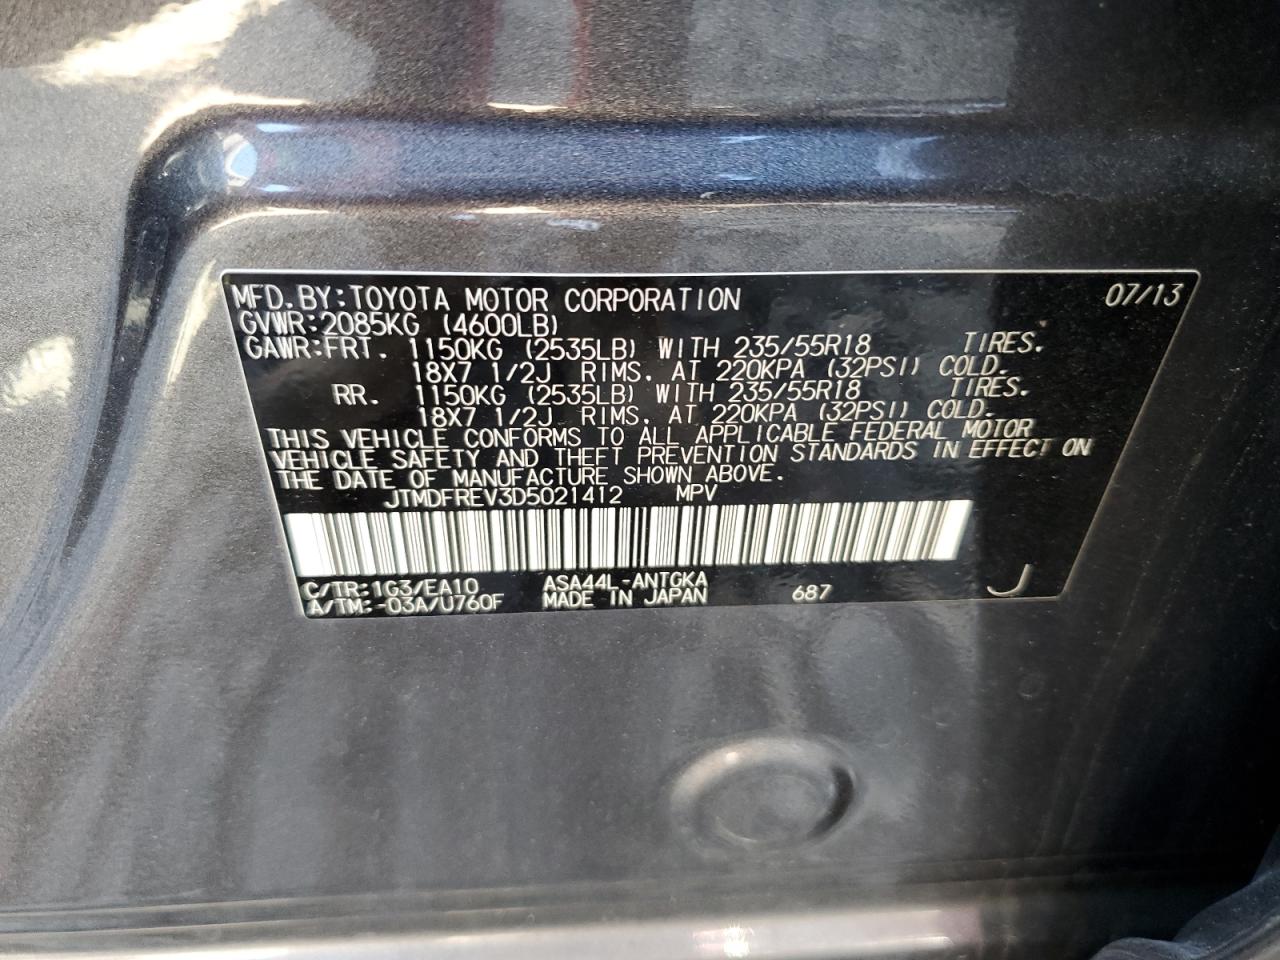 MFD.BY:TOYOTA MOTOR CORPORATION 07/13
GVWR:2085KG (4600LB)
GAWR:FRT. 1150KG (2535LB) WITH 235/55R18 TIRES.
18X7 1/2J RIMS, AT 220KPA (32PSI) COLD.
RR. 1150KG (2535LB) WITH 235/55R18 TIRES.
18X7 1/2J RIMS, AT 220KPA (32PSI) COLD.
THIS VEHICLE CONFORMS TO ALL APPLICABLE FEDERAL MOTOR
VEHICLE SAFETY AND THEFT PREVENTION STANDARDS IN EFFECT ON
THE DATE OF MANUFACTURE SHOWN ABOVE.
JTMDFREV3D5021412 MPV
C/TR:1G3/EA10 ASA44L-ANTGKA
A/TM:-03A/U760F MADE IN JAPAN 687 J